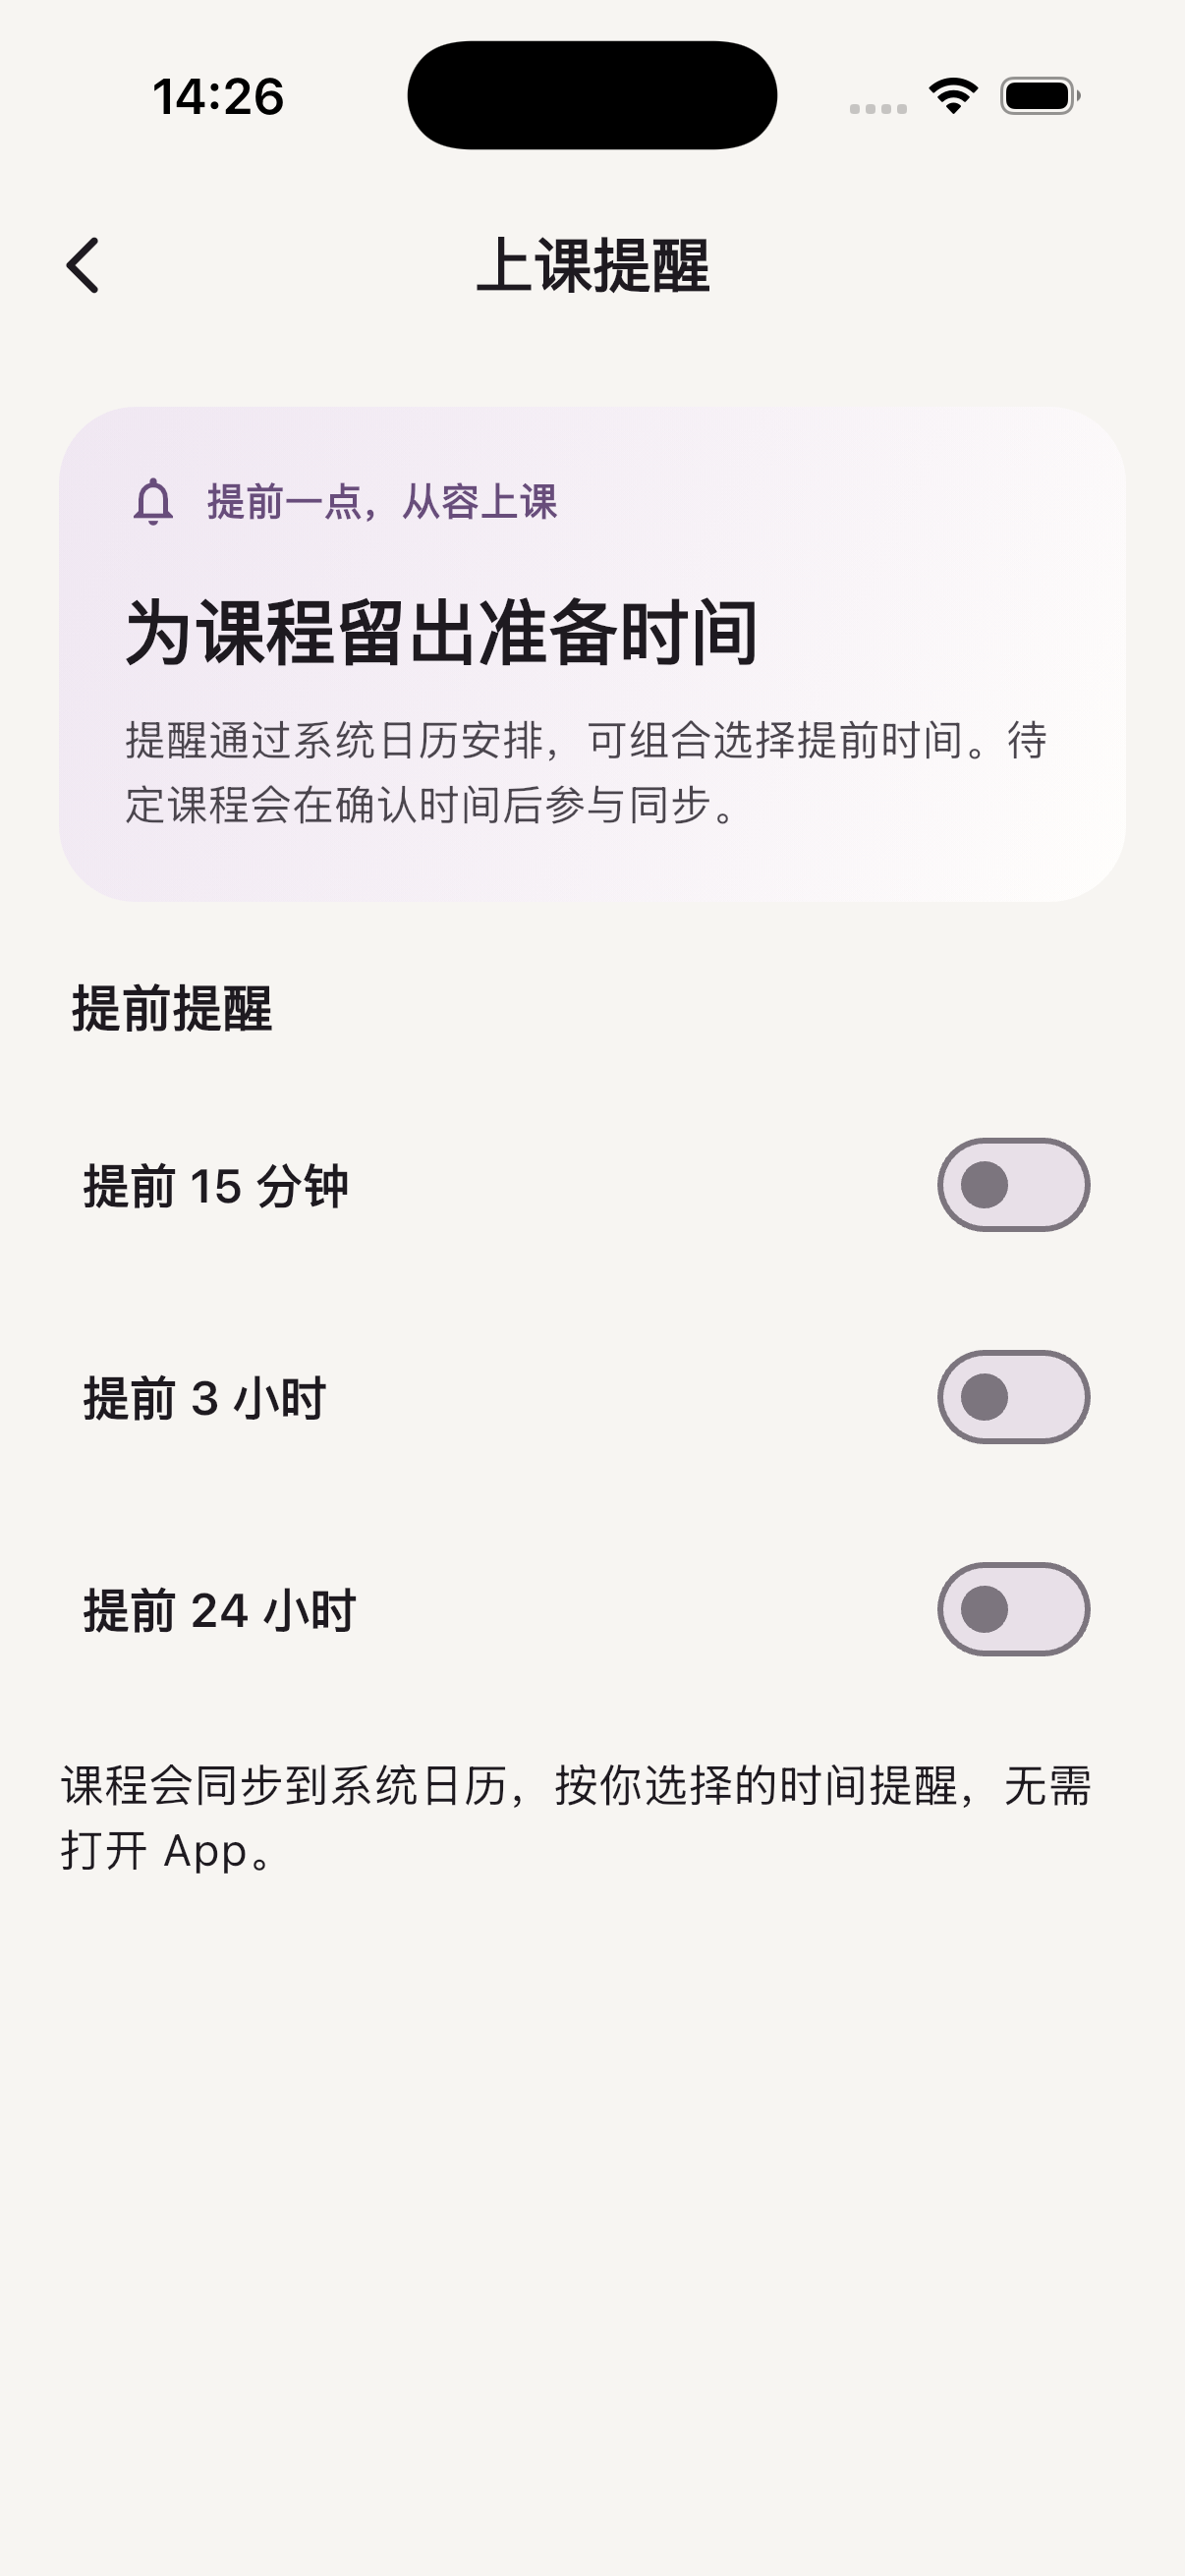 14:26
上课提醒
提前一点，从容上课
为课程留出准备时间
提醒通过系统日历安排，可组合选择提前时间。待
定课程会在确认时间后参与同步。
提前提醒
提前 15 分钟
提前 3 小时
提前 24 小时
课程会同步到系统日历，按你选择的时间提醒，无需
打开 App。